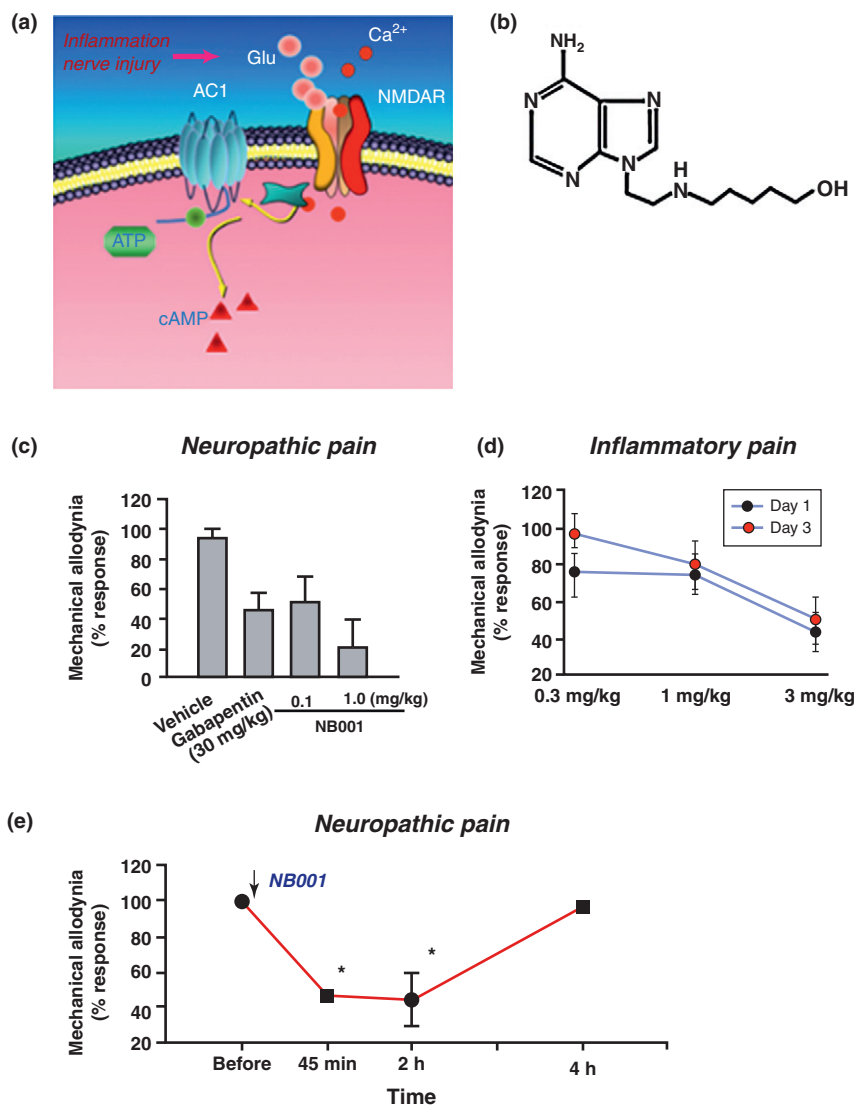 (a)
Inflammation
nerve injury
Glu
Ca2+
AC1
NMDAR
ATP
cAMP
(b)
NH2
N
N
N
N
H
N
OH
(c)
Neuropathic pain
Mechanical allodynia
(% response)
120
100
80
60
40
20
0
Vehicle
Gabapentin
(30 mg/kg)
0.1
1.0 (mg/kg)
NB001
(d)
Inflammatory pain
Mechanical allodynia
(% response)
120
100
80
60
40
20
Day 1
Day 3
0.3 mg/kg
1 mg/kg
3 mg/kg
(e)
Neuropathic pain
Mechanical allodynia
(% response)
120
100
80
60
40
20
NB001
*
*
Before
45 min
2 h
4 h
Time